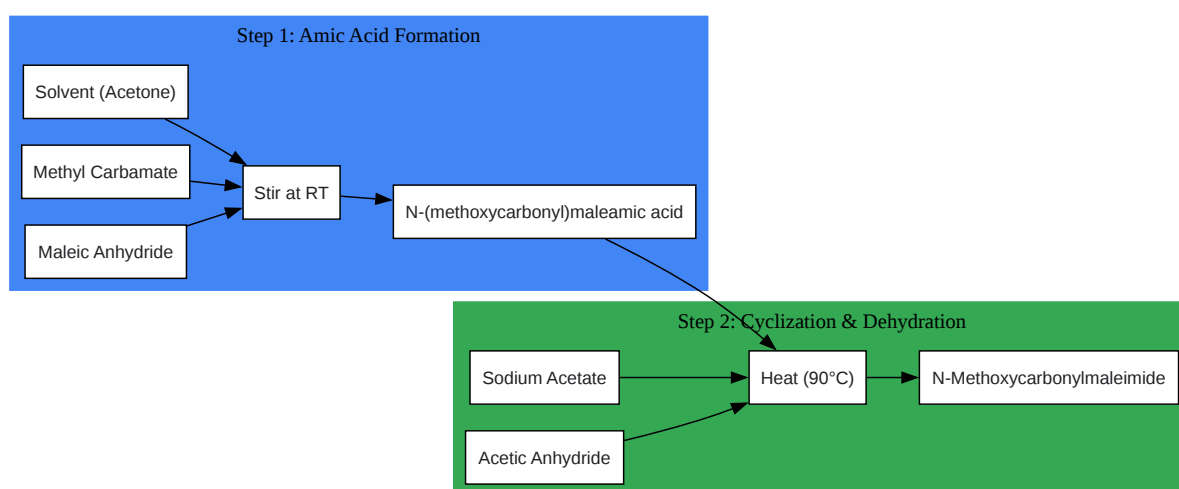 Step 1: Amic Acid Formation
Solvent (Acetone)
Methyl Carbamate
Maleic Anhydride
Stir at RT
N-(methoxycarbonyl)maleamic acid
Step 2: Cyclization & Dehydration
Sodium Acetate
Acetic Anhydride
Heat (90°C)
N-Methoxycarbonylmaleimide